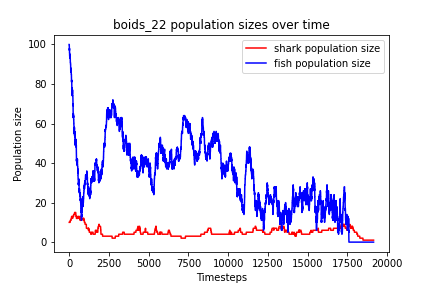 boids_22 population sizes over time
100
80
60
40
20
0
Population size
shark population size
fish population size
0 2500 5000 7500 10000 12500 15000 17500 20000
Timesteps